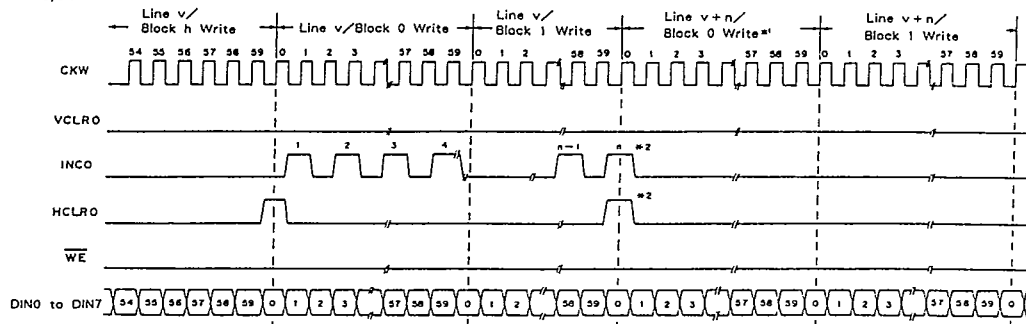 Line v/
Block h Write
Line v/Block 0 Write
Line v/
Block 1 Write
Line v+n/
Block 0 Write*¹
Line v+n/
Block 1 Write
54 55 56 57 58 59 0 1 2 3 57 58 59 0 1 2 58 59 0 1 2 3 57 58 59 0 1 2 3 57 58 59
CKW
VCLR0
1 2 3 4 n-1 n *2
INC0
HCLR0 *2
WE
DIN0 to DIN7 54 55 56 57 58 59 0 1 2 3 57 58 59 0 1 2 58 59 0 1 2 3 57 58 59 0 1 2 3 37 58 59 0